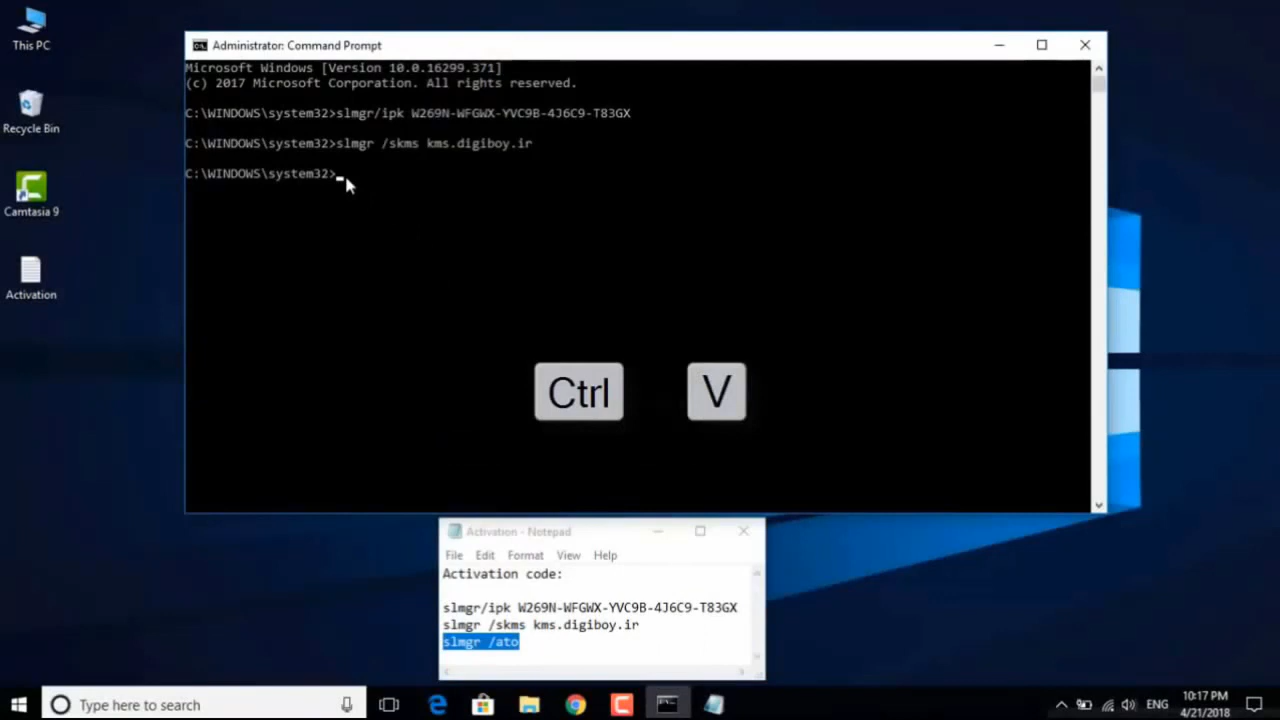 This PC
Recycle Bin
Camtasia 9
Activation
Administrator: Command Prompt
Microsoft Windows [Version 10.0.16299.371]
(c) 2017 Microsoft Corporation. All rights reserved.
C:\WINDOWS\system32>slmgr/ipk W269N-WFGWX-YVC9B-4J6C9-T83GX
C:\WINDOWS\system32>slmgr /skms kms.digiboy.ir
C:\WINDOWS\system32>
Ctrl V
Activation - Notepad
File Edit Format View Help
Activation code:
slmgr/ipk W269N-WFGWX-YVC9B-4J6C9-T83GX
slmgr /skms kms.digiboy.ir
slmgr /ato
Type here to search
ENG
10:17 PM
4/21/2018